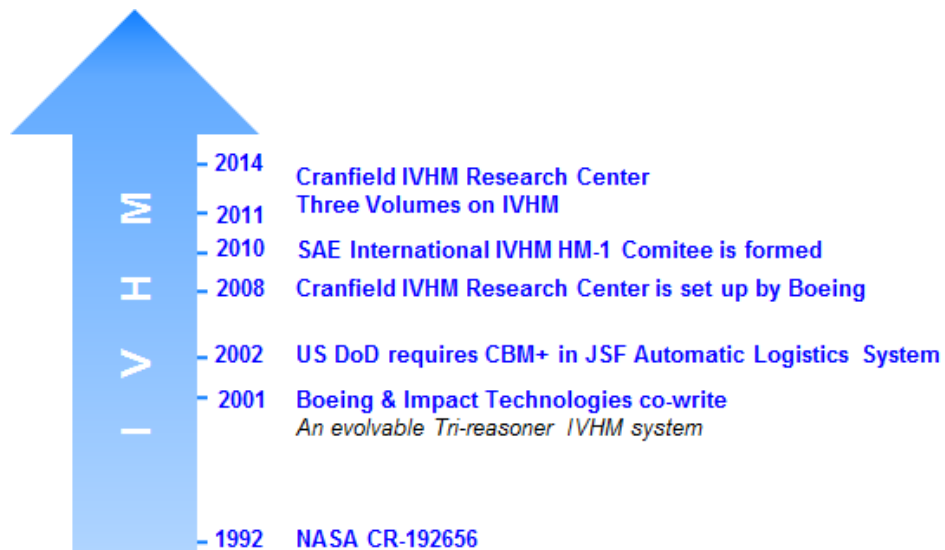 2014
Cranfield IVHM Research Center
Three Volumes on IVHM
2011
2010 SAE International IVHM HM-1 Comitee is formed
2008 Cranfield IVHM Research Center is set up by Boeing
2002 US DoD requires CBM+ in JSF Automatic Logistics System
2001 Boeing & Impact Technologies co-write
An evolvable Tri-reasoner IVHM system
1992 NASA CR-192656
I V H M